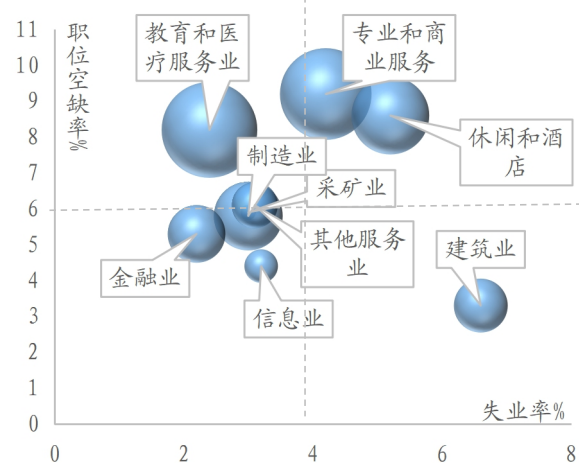 11
10
9
8
7
6
5
4
3
2
1
0
职位空缺率%
教育和医
疗服务业
专业和商
业服务
休闲和酒
店
制造业
采矿业
其他服务
业
建筑业
金融业
信息业
失业率%
0
2
4
6
8